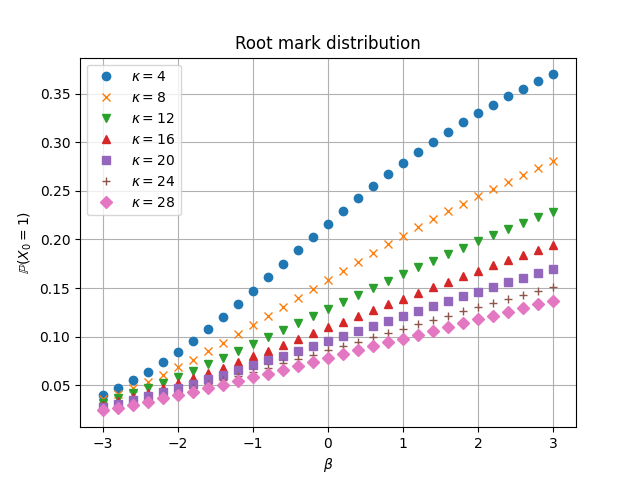 Root mark distribution
κ = 4
κ = 8
κ = 12
κ = 16
κ = 20
κ = 24
κ = 28
ℙ(X₀ = 1)
0.35
0.30
0.25
0.20
0.15
0.10
0.05
−3 −2 −1 0 1 2 3
β